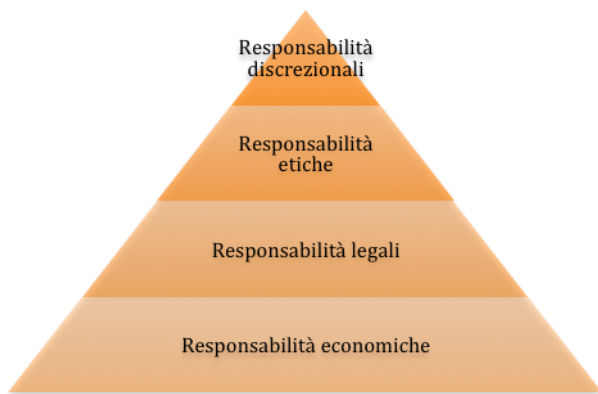 Responsabilità
discrezionali
Responsabilità
etiche
Responsabilità legali
Responsabilità economiche